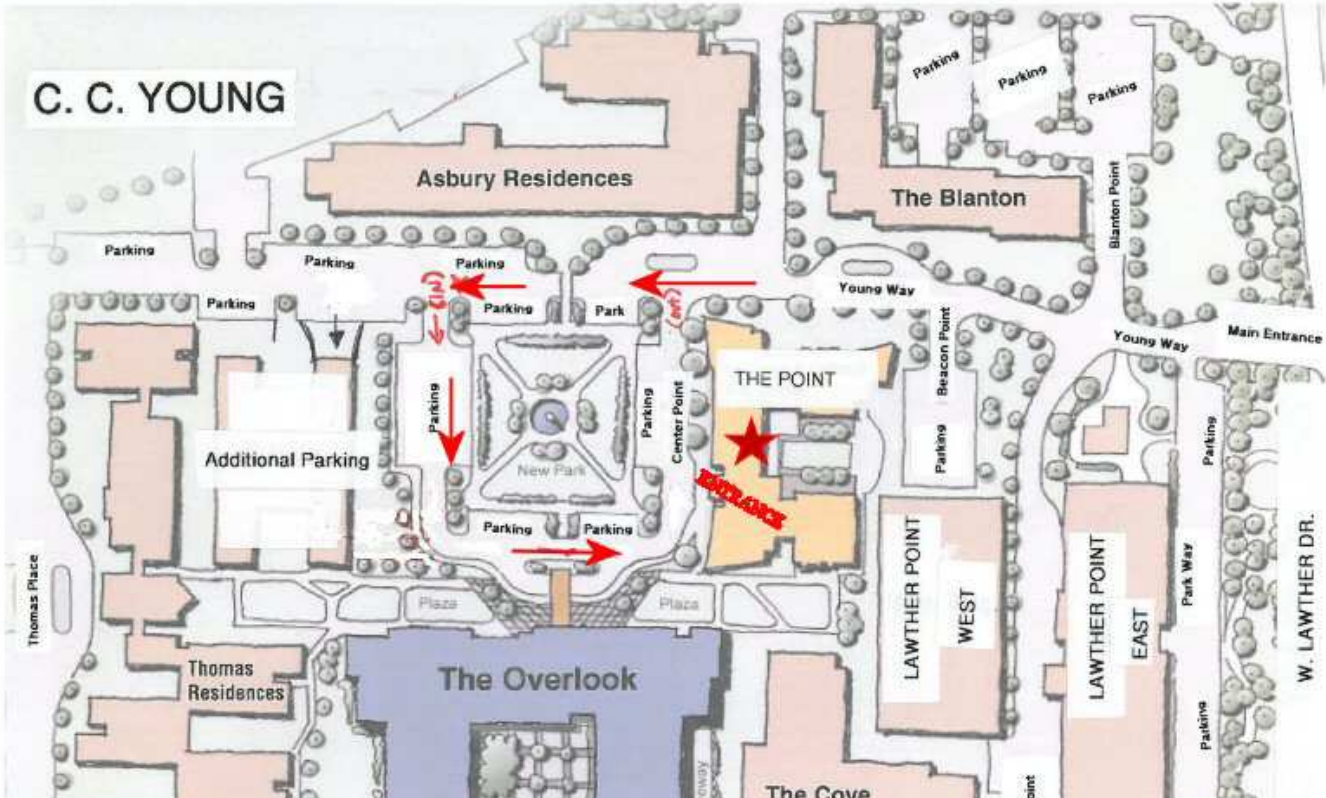 C. C. YOUNG
Asbury Residences
The Blanton
Parking
Parking
Parking
Blanton Point
Parking
Parking
Parking
Parking
Parking
Park
(IN)
Young Way
Young Way
Main Entrance
Beacon Point
THE POINT
Parking
Parking
Center Point
Parking
Parking
New Park
Additional Parking
ENTRANCE
Parking
Parking
Thomas Place
Plaza
Plaza
LAWTHER POINT
WEST
LAWTHER POINT
EAST
Park Way
W. LAWTHER DR.
Thomas
Residences
The Overlook
Parking
The Cove